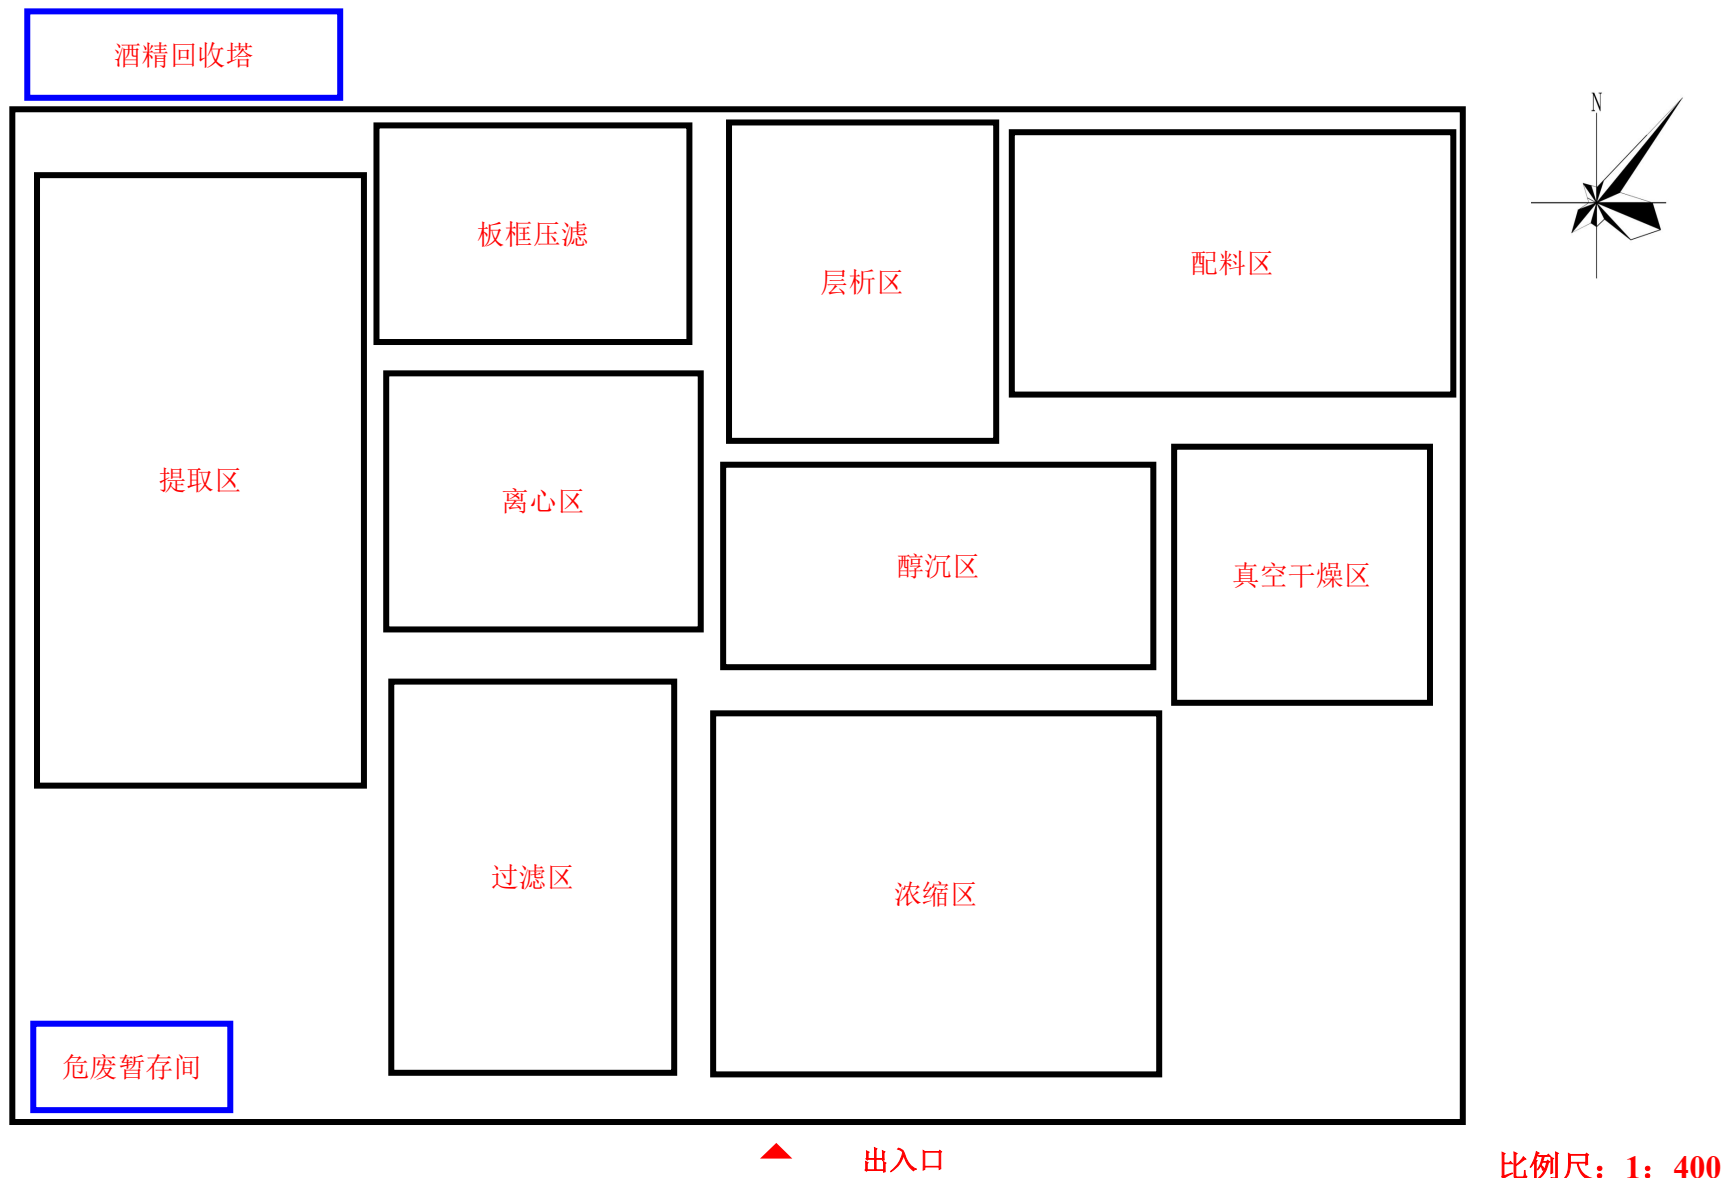 酒精回收塔
N
板框压滤
层析区
配料区
提取区
离心区
醇沉区
真空干燥区
过滤区
浓缩区
危废暂存间
出入口
比例尺：1：400